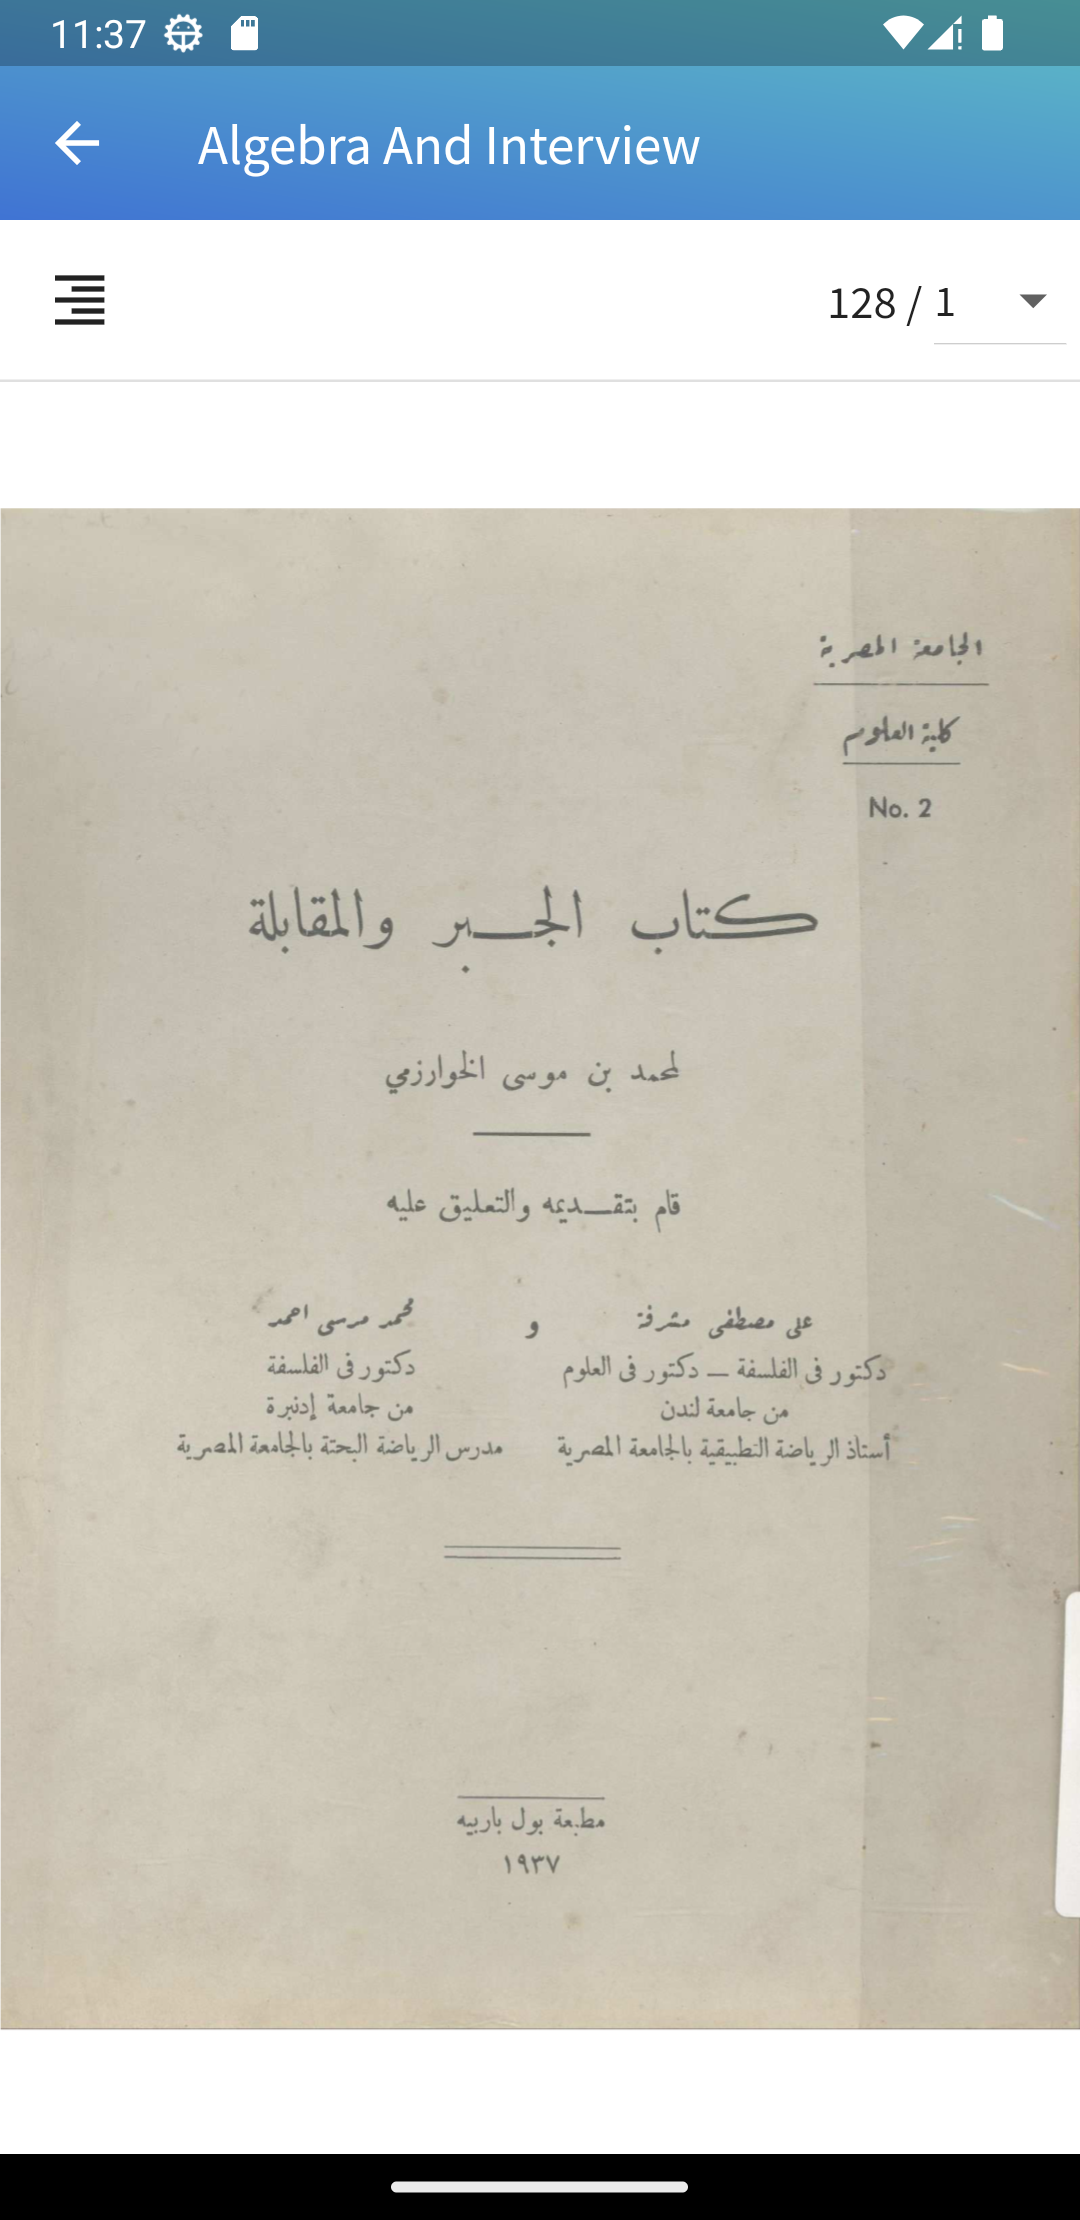 11:37
Algebra And Interview
128 / 1
الجامعة المصرية
كلية العلوم
No. 2
كتاب الجبر والمقابلة
لمحمد بن موسى الخوارزمي
قام بتقديمه والتعليق عليه
على مصطفى مشرفة و محمد مرسى احمد
دكتور فى الفلسفة — دكتور فى العلوم دكتور فى الفلسفة
من جامعة لندن من جامعة إدنبرة
أستاذ الرياضة التطبيقية بالجامعة المصرية مدرس الرياضة البحتة بالجامعة المصرية
مطبعة بول باربيه
١٩٣٧